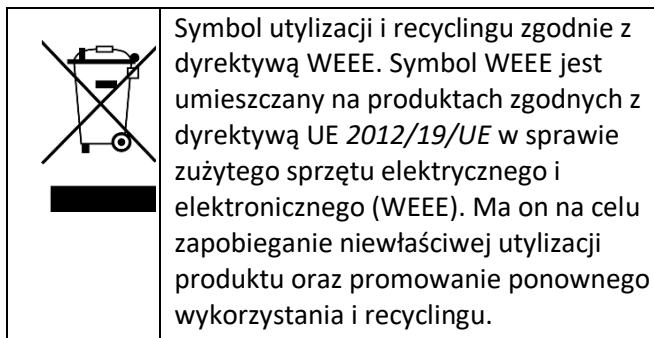 Symbol utylizacji i recyclingu zgodnie z
dyrektywą WEEE. Symbol WEEE jest
umieszczany na produktach zgodnych z
dyrektywą UE 2012/19/UE w sprawie
zużytego sprzętu elektrycznego i
elektronicznego (WEEE). Ma on na celu
zapobieganie niewłaściwej utylizacji
produktu oraz promowanie ponownego
wykorzystania i recyclingu.